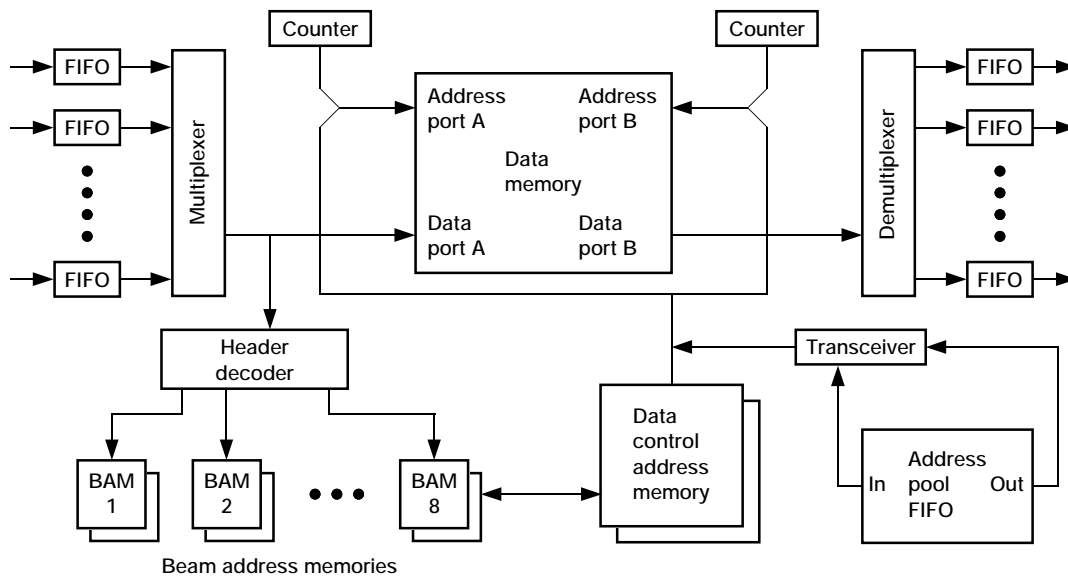 Counter
Counter
FIFO
FIFO
FIFO
Multiplexer
Address
port A
Address
port B
Data
memory
Data
port A
Data
port B
Demultiplexer
FIFO
FIFO
FIFO
Header
decoder
Transceiver
BAM
1
BAM
2
BAM
8
Data
control
address
memory
In
Address
pool
FIFO
Out
Beam address memories